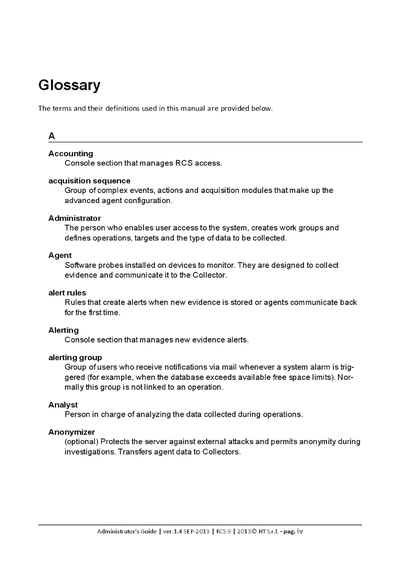 Glossary
The terms and their definitions used in this manual are provided below.
A
Accounting
Console section that manages RCS access.
acquisition sequence
Group of complex events, actions and acquisition modules that make up the
advanced agent configuration.
Administrator
The person who enables user access to the system, creates work groups and
defines operations, targets and the type of data to be collected.
Agent
Software probes installed on devices to monitor. They are designed to collect
evidence and communicate it to the Collector.
alert rules
Rules that create alerts when new evidence is stored or agents communicate back
for the first time.
Alerting
Console section that manages new evidence alerts.
alerting group
Group of users who receive notifications via mail whenever a system alarm is trig-
gered (for example, when the database exceeds available free space limits). Nor-
mally this group is not linked to an operation.
Analyst
Person in charge of analyzing the data collected during operations.
Anonymizer
(optional) Protects the server against external attacks and permits anonymity during
investigations. Transfers agent data to Collectors.
Administrator's Guide | ver.1.4 SEP-2013 | RCS 9 | 2013© HT S.r.l. - pag. iv